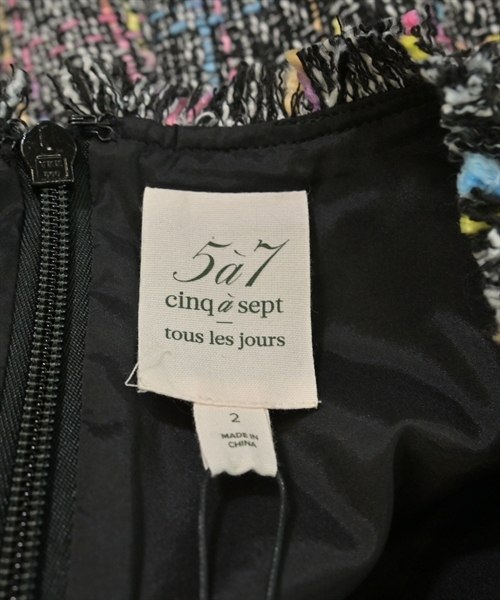 5à7
cinq à sept
tous les jours
2
MADE IN
CHINA